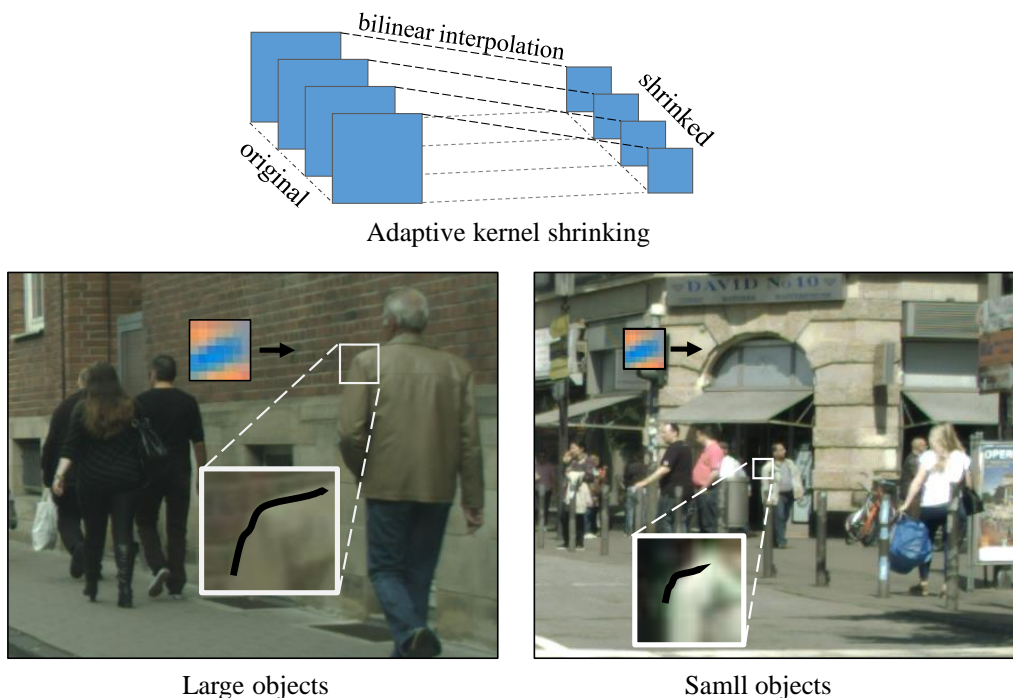 bilinear interpolation
shrinked
original
Adaptive kernel shrinking
DAVID No 10
OPER
Large objects
Samll objects